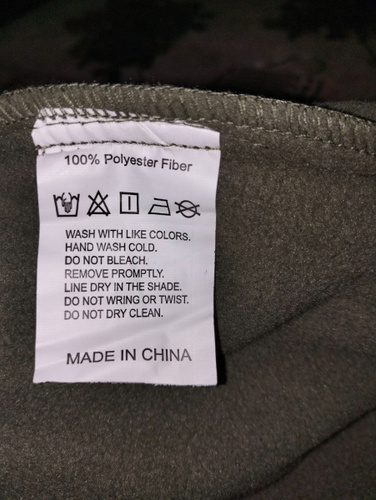 100% Polyester Fiber
WASH WITH LIKE COLORS.
HAND WASH COLD.
DO NOT BLEACH.
REMOVE PROMPTLY.
LINE DRY IN THE SHADE.
DO NOT WRING OR TWIST.
DO NOT DRY CLEAN.
MADE IN CHINA